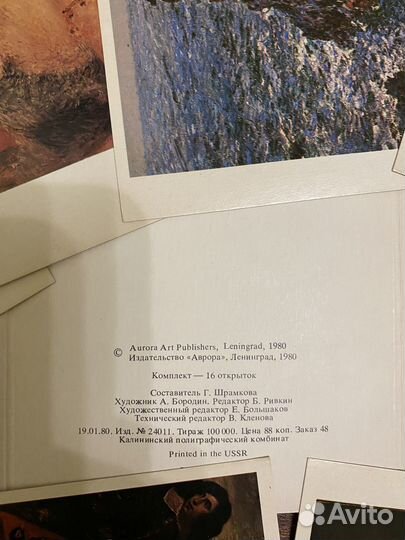 © Aurora Art Publishers, Leningrad, 1980
Издательство «Аврора», Ленинград, 1980
Комплект — 16 открыток
Составитель Г. Шрамкова
Художник А. Бородин. Редактор Б. Ривкин
Художественный редактор Е. Большаков
Технический редактор В. Кленова
19.01.80. Изд. № 24011. Тираж 100 000. Цена 88 коп. Заказ 48
Калининский полиграфический комбинат
Printed in the USSR
Avito